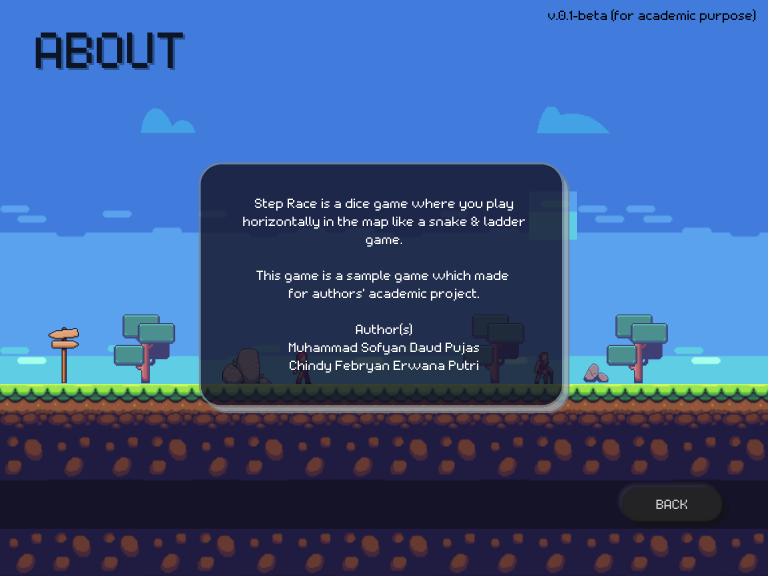 v.0.1-beta (for academic purpose)
ABOUT
Step Race is a dice game where you play
horizontally in the map like a snake & ladder
game.
This game is a sample game which made
for authors' academic project.
Author(s)
Muhammad Sofyan Daud Pujas
Chindy Febryan Erwana Putri
BACK